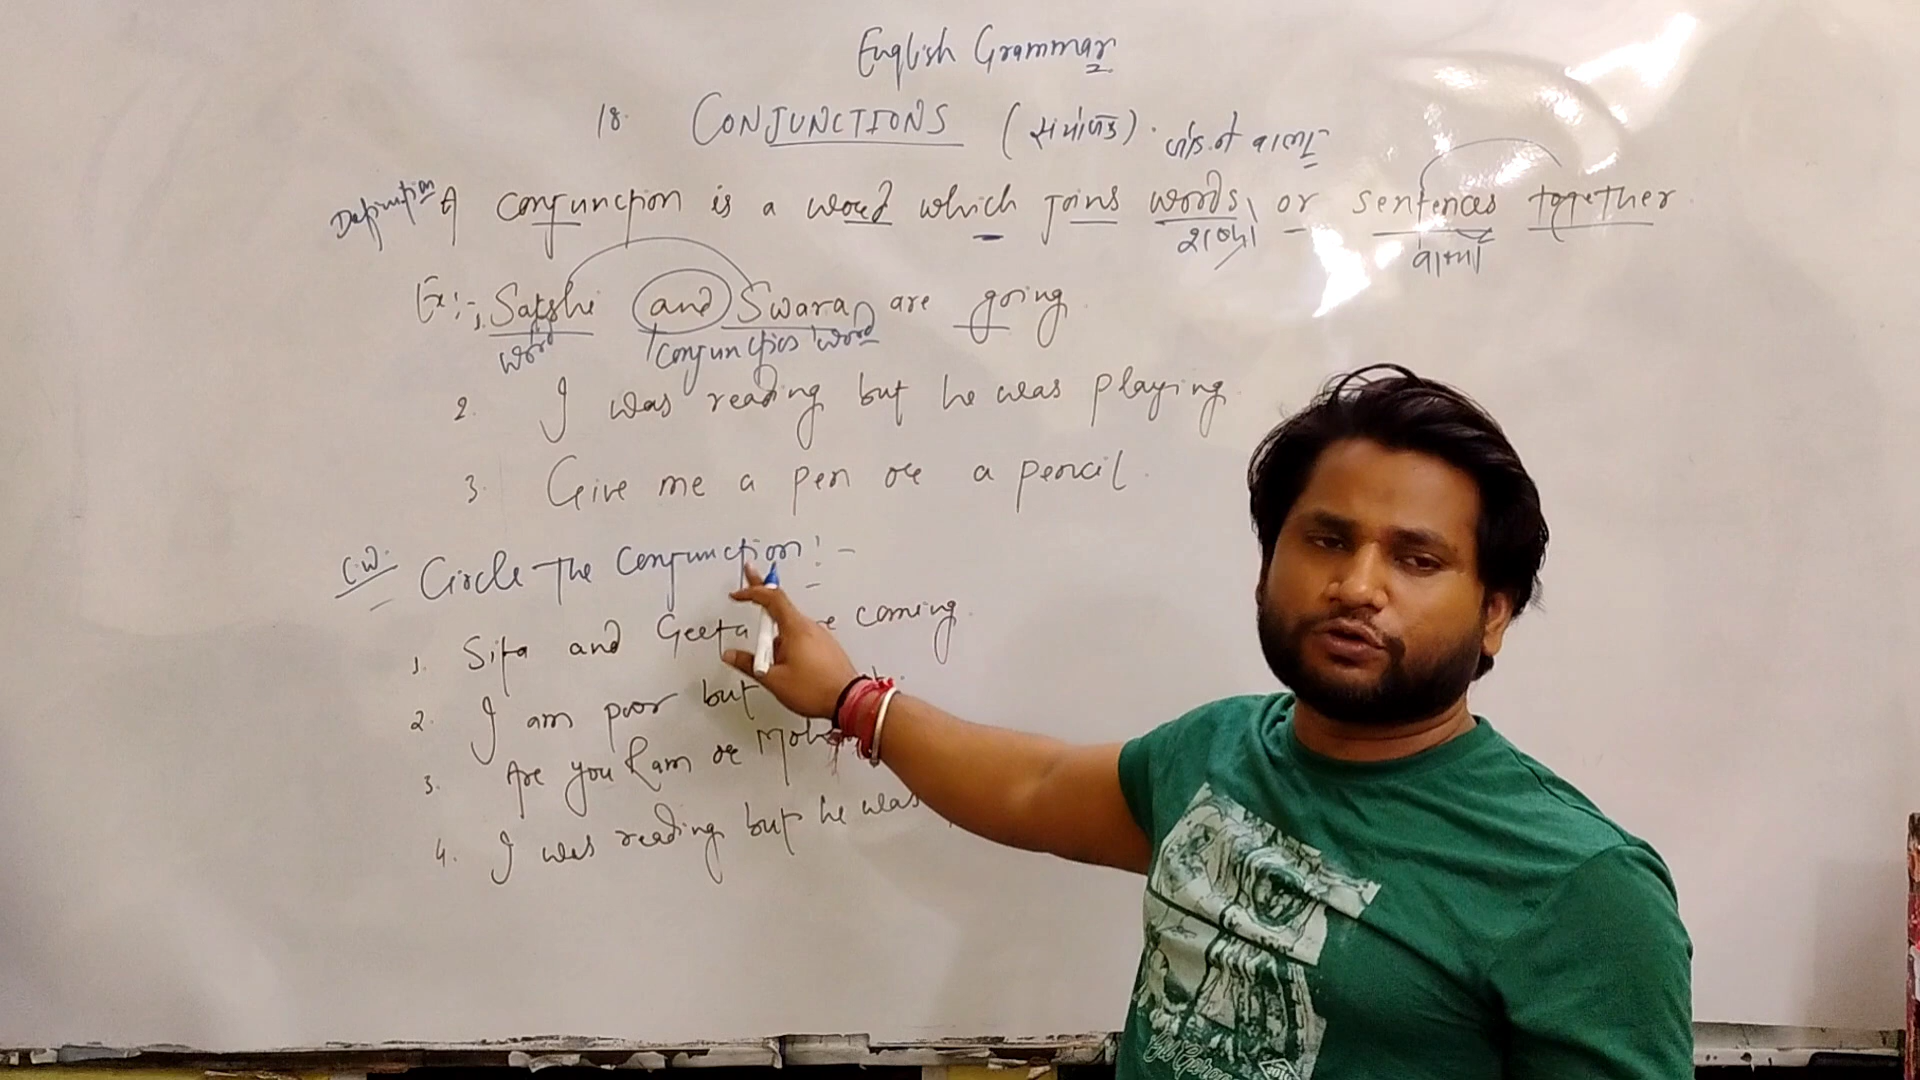 English Grammar
18. CONJUNCTIONS (संयोजक). जोड़ने वाला
Definition A conjunction is a word which joins words, or sentences together
शब्दों वाक्यों
Ex:-, Sakshi and Swara are going
word conjunctions word
2. I was reading but he was playing.
3. Give me a pen or a pencil.
C.W. Circle The Conjunction:-
1. Sita and Geeta coming.
2. I am poor but
3. Are you Ram or
4. I was reading but he was